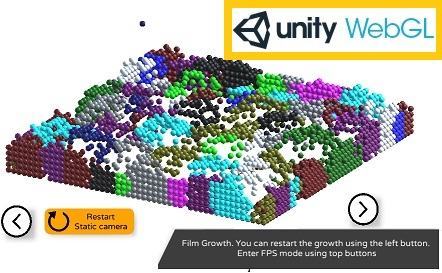 unity WebGL
Restart
Static camera
Film Growth. You can restart the growth using the left button.
Enter FPS mode using top buttons